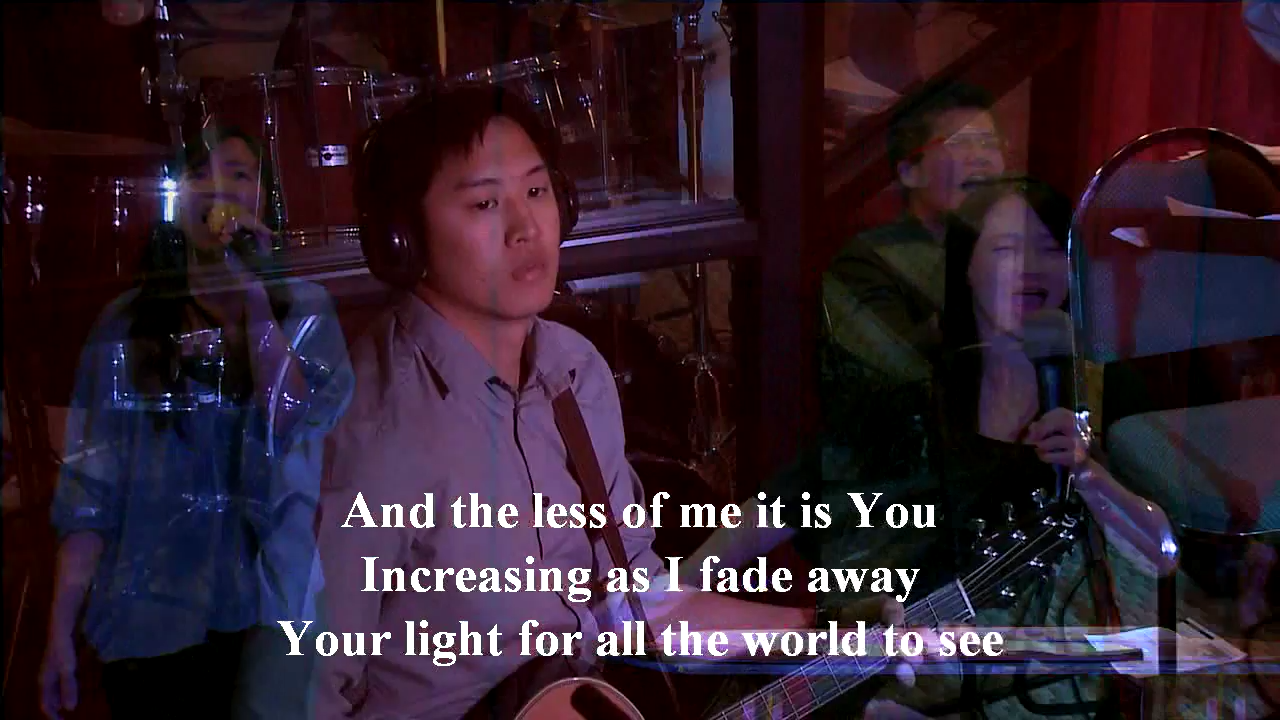 And the less of me it is You
Increasing as I fade away
Your light for all the world to see